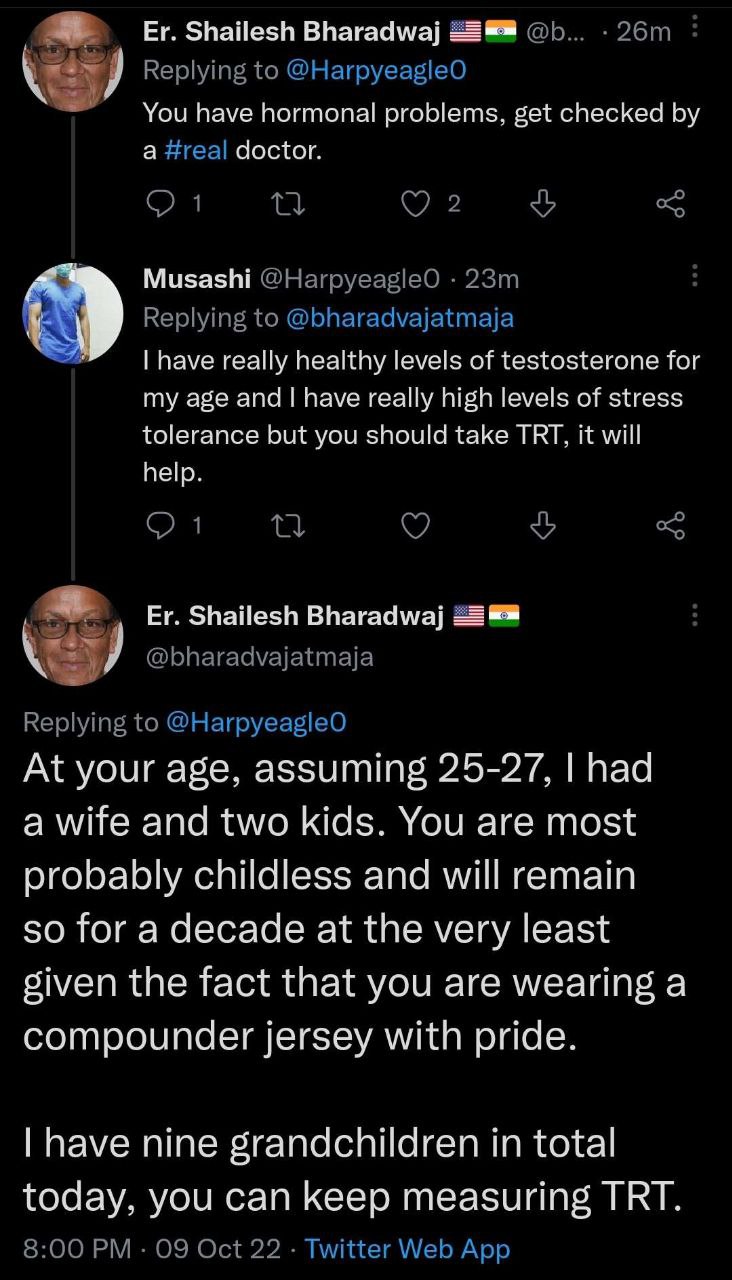 Er. Shailesh Bharadwaj 🇺🇸🇮🇳 @b... · 26m
Replying to @Harpyeagle0
You have hormonal problems, get checked by
a #real doctor.
1 2
Musashi @Harpyeagle0 · 23m
Replying to @bharadvajatmaja
I have really healthy levels of testosterone for
my age and I have really high levels of stress
tolerance but you should take TRT, it will
help.
1
Er. Shailesh Bharadwaj 🇺🇸🇮🇳
@bharadvajatmaja
Replying to @Harpyeagle0
At your age, assuming 25-27, I had
a wife and two kids. You are most
probably childless and will remain
so for a decade at the very least
given the fact that you are wearing a
compounder jersey with pride.
I have nine grandchildren in total
today, you can keep measuring TRT.
8:00 PM · 09 Oct 22 · Twitter Web App